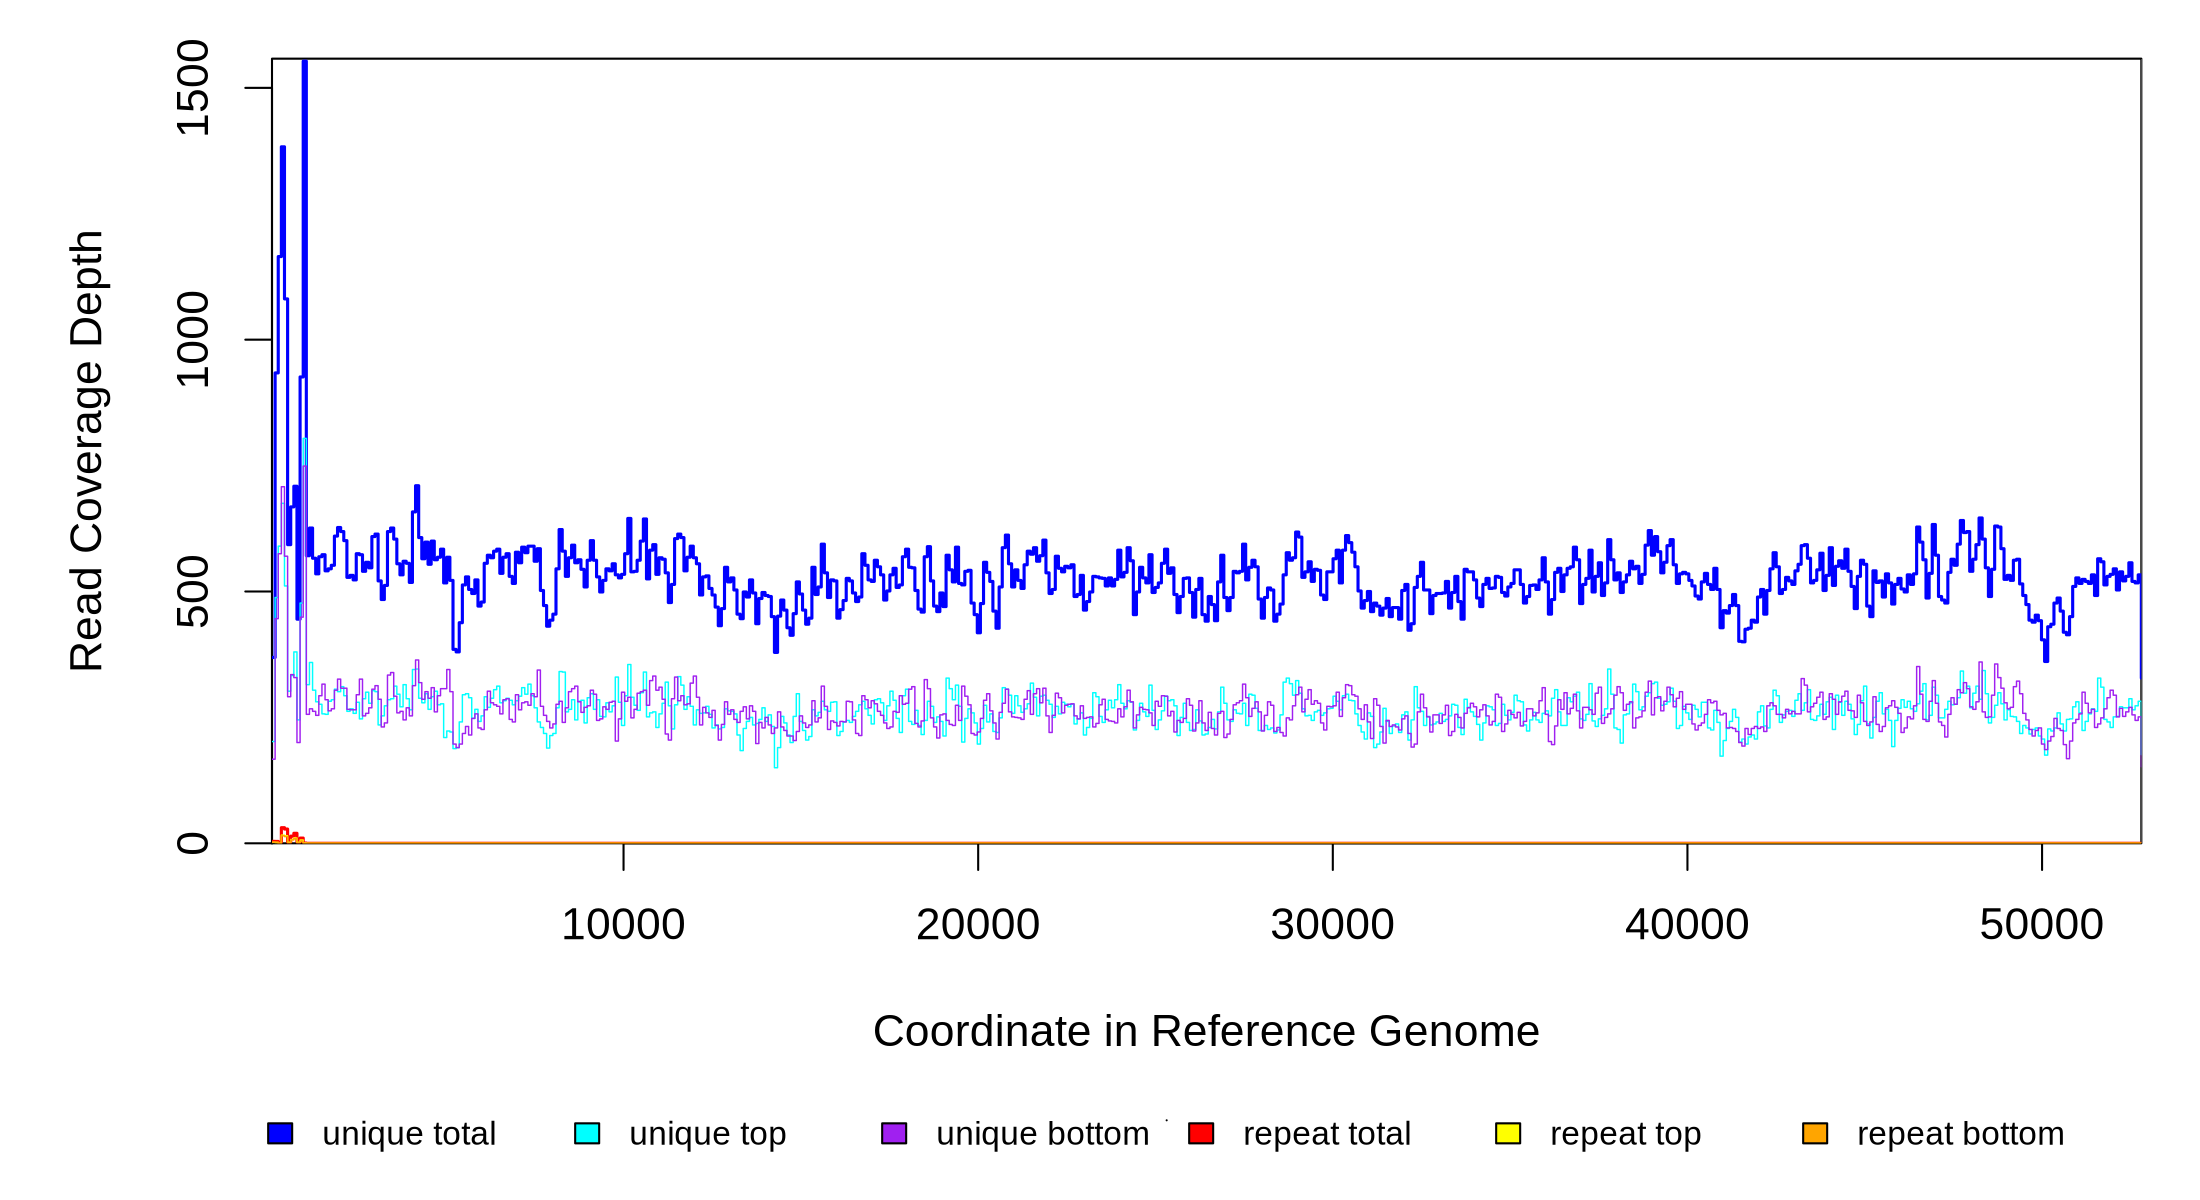 1500
1000
500
0
Read Coverage Depth
10000 20000 30000 40000 50000
Coordinate in Reference Genome
unique total unique top unique bottom repeat total repeat top repeat bottom